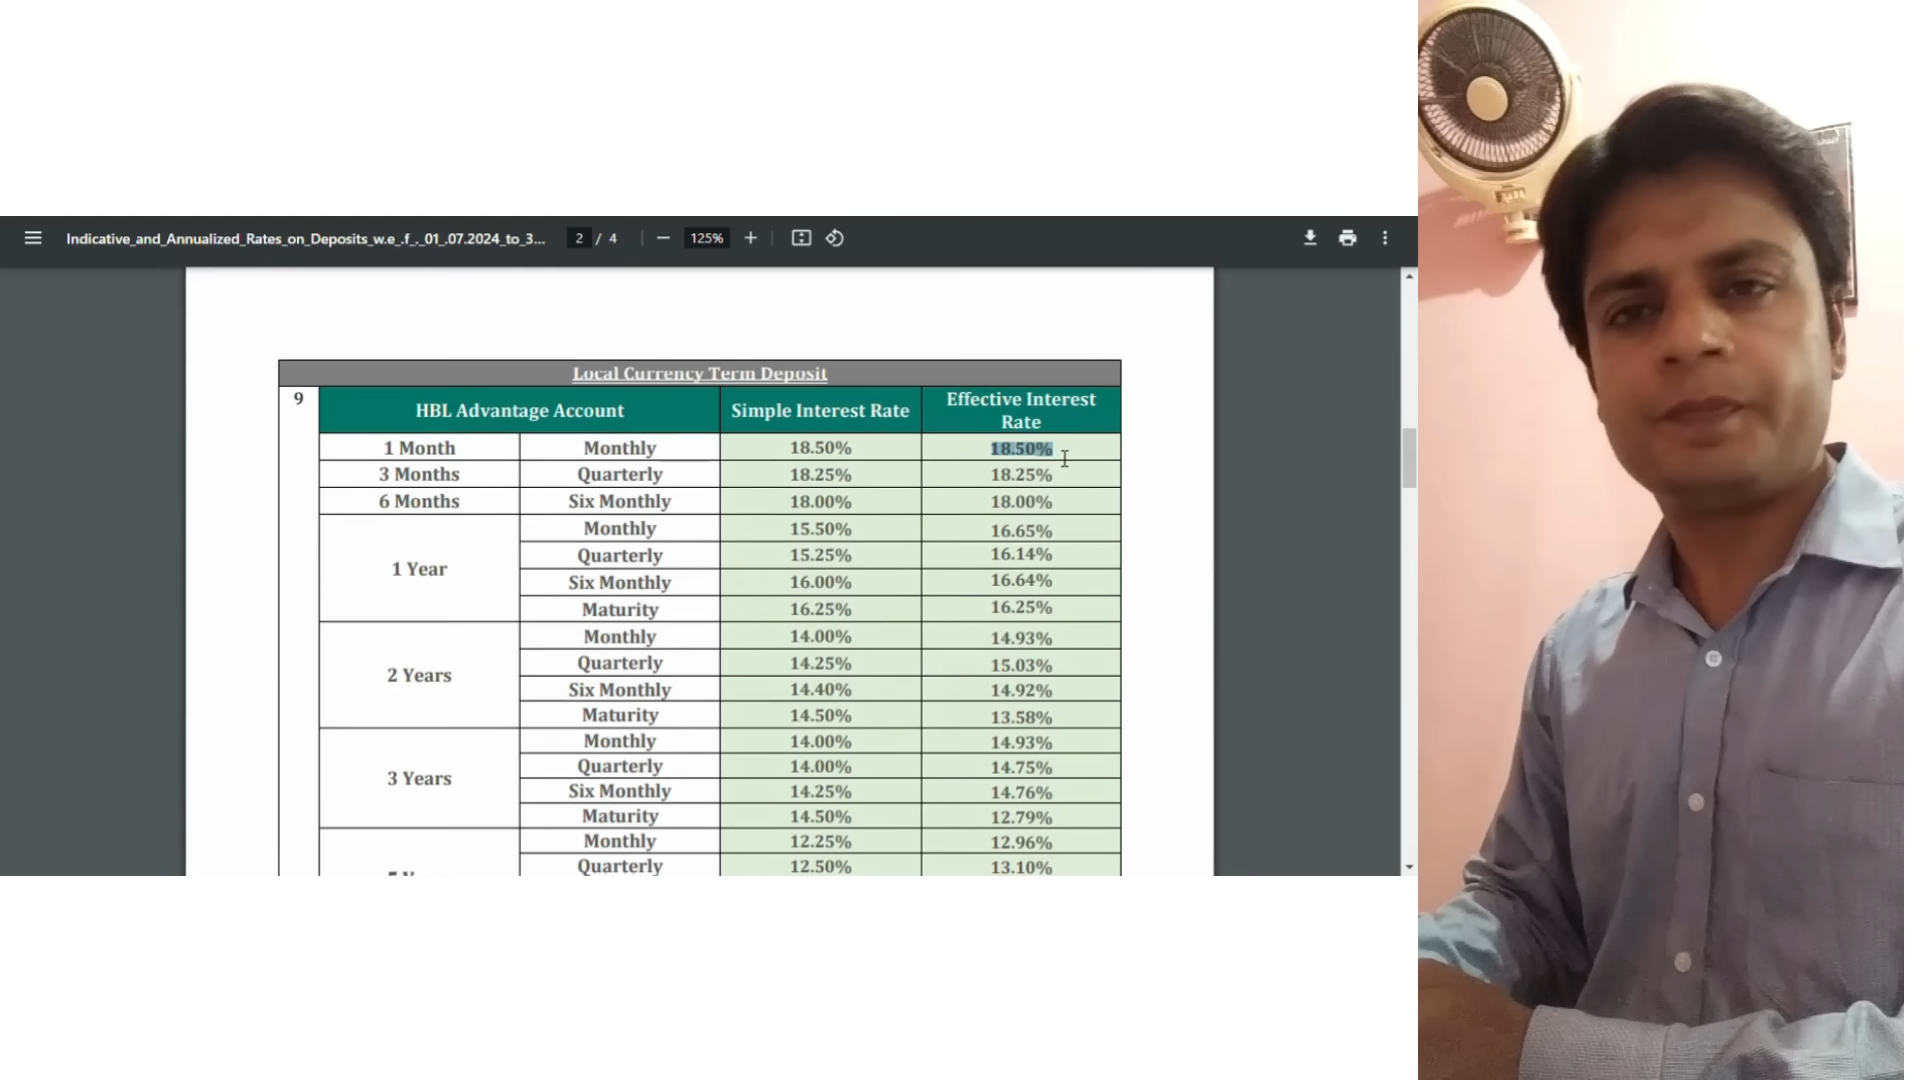 Indicative_and_Annualized_Rates_on_Deposits_w.e_.f_._01_.07.2024_to_3... 2 / 4 125%
Local Currency Term Deposit
9 HBL Advantage Account Simple Interest Rate Effective Interest Rate
1 Month Monthly 18.50% 18.50%
3 Months Quarterly 18.25% 18.25%
6 Months Six Monthly 18.00% 18.00%
1 Year
Monthly 15.50% 16.65%
Quarterly 15.25% 16.14%
Six Monthly 16.00% 16.64%
Maturity 16.25% 16.25%
2 Years
Monthly 14.00% 14.93%
Quarterly 14.25% 15.03%
Six Monthly 14.40% 14.92%
Maturity 14.50% 13.58%
3 Years
Monthly 14.00% 14.93%
Quarterly 14.00% 14.75%
Six Monthly 14.25% 14.76%
Maturity 14.50% 12.79%
Monthly 12.25% 12.96%
Quarterly 12.50% 13.10%